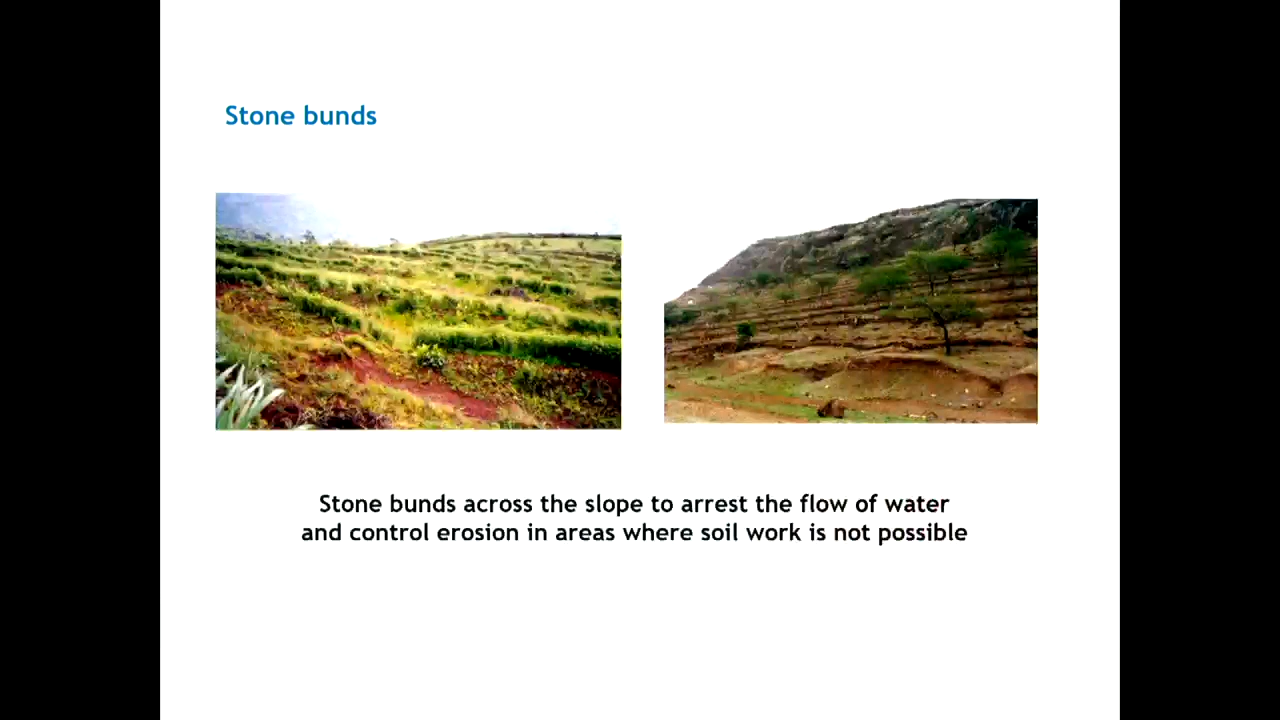 Stone bunds
Stone bunds across the slope to arrest the flow of water
and control erosion in areas where soil work is not possible